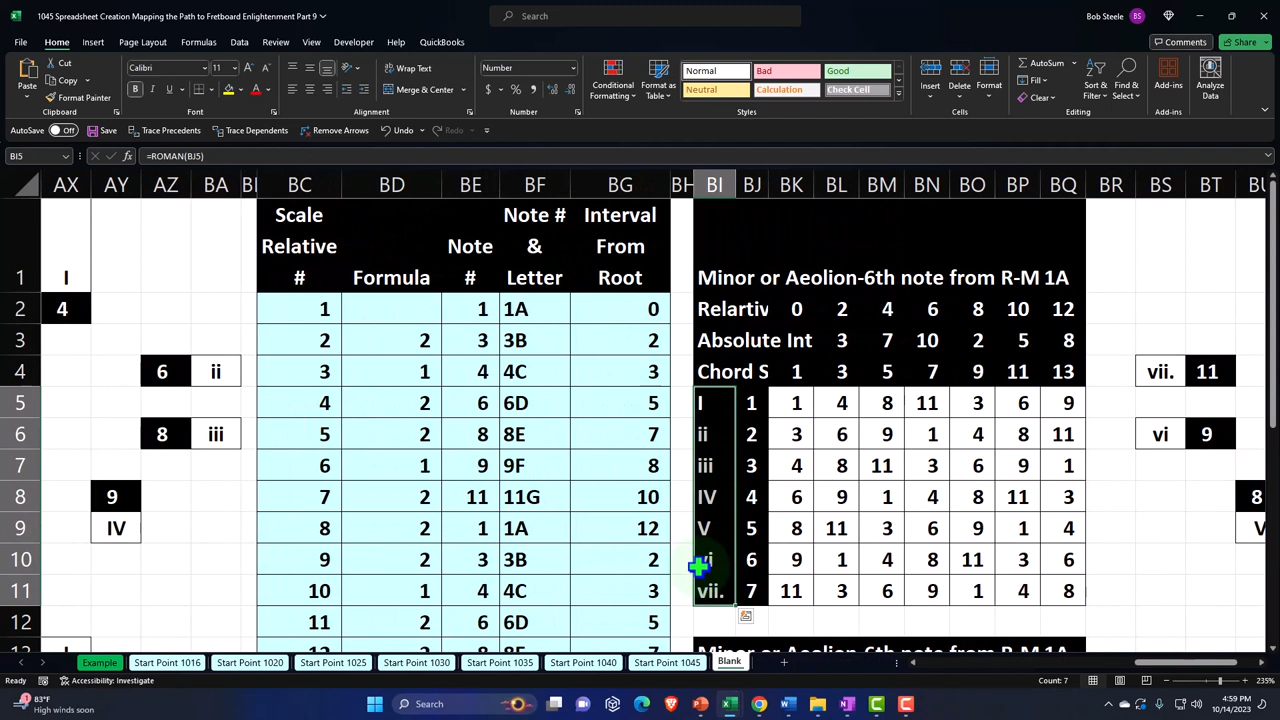 1045 Spreadsheet Creation Mapping the Path to Fretboard Enlightenment Part 9
Search
Bob Steele BS
File Home Insert Page Layout Formulas Data Review View Developer Help QuickBooks
Comments Share
Cut
Copy
Paste
Format Painter
Clipboard
Calibri 11
Font
Wrap Text
Merge & Center
Alignment
Number
Number
Conditional Formatting
Format as Table
Normal Bad Good
Neutral Calculation Check Cell
Styles
Insert Delete Format
Cells
AutoSum
Fill
Clear
Sort & Filter
Find & Select
Editing
Add-ins
Add-ins
Analyze Data
AutoSave Off Save Trace Precedents Trace Dependents Remove Arrows Undo Redo
BI5 =ROMAN(BJ5)
AX AY AZ BA BC BD BE BF BG BH BI BJ BK BL BM BN BO BP BQ BR BS BT
1 I Scale Relative # Formula Note # Note # & Letter Interval From Root Minor or Aeolion-6th note from R-M 1A
2 4 1 1 1A 0 Relartiv 0 2 4 6 8 10 12
3 2 2 3 3B 2 Absolute Int 3 7 10 2 5 8
4 6 ii 3 1 4 4C 3 Chord S 1 3 5 7 9 11 13 vii. 11
5 4 2 6 6D 5 I 1 1 4 8 11 3 6 9
6 8 iii 5 2 8 8E 7 ii 2 3 6 9 1 4 8 11 vi 9
7 6 1 9 9F 8 iii 3 4 8 11 3 6 9 1
8 9 7 2 11 11G 10 IV 4 6 9 1 4 8 11 3 8
9 IV 8 2 1 1A 12 V 5 8 11 3 6 9 1 4 V
10 9 2 3 3B 2 vi 6 9 1 4 8 11 3 6
11 10 1 4 4C 3 vii. 7 11 3 6 9 1 4 8
12 11 2 6 6D 5
Minor or Aeolion-6th note from R-M 1A
Example Start Point 1016 Start Point 1020 Start Point 1025 Start Point 1030 Start Point 1035 Start Point 1040 Start Point 1045 Blank
Ready Accessibility: Investigate Count: 7 235%
83°F
High winds soon
Search
4:59 PM
10/14/2023